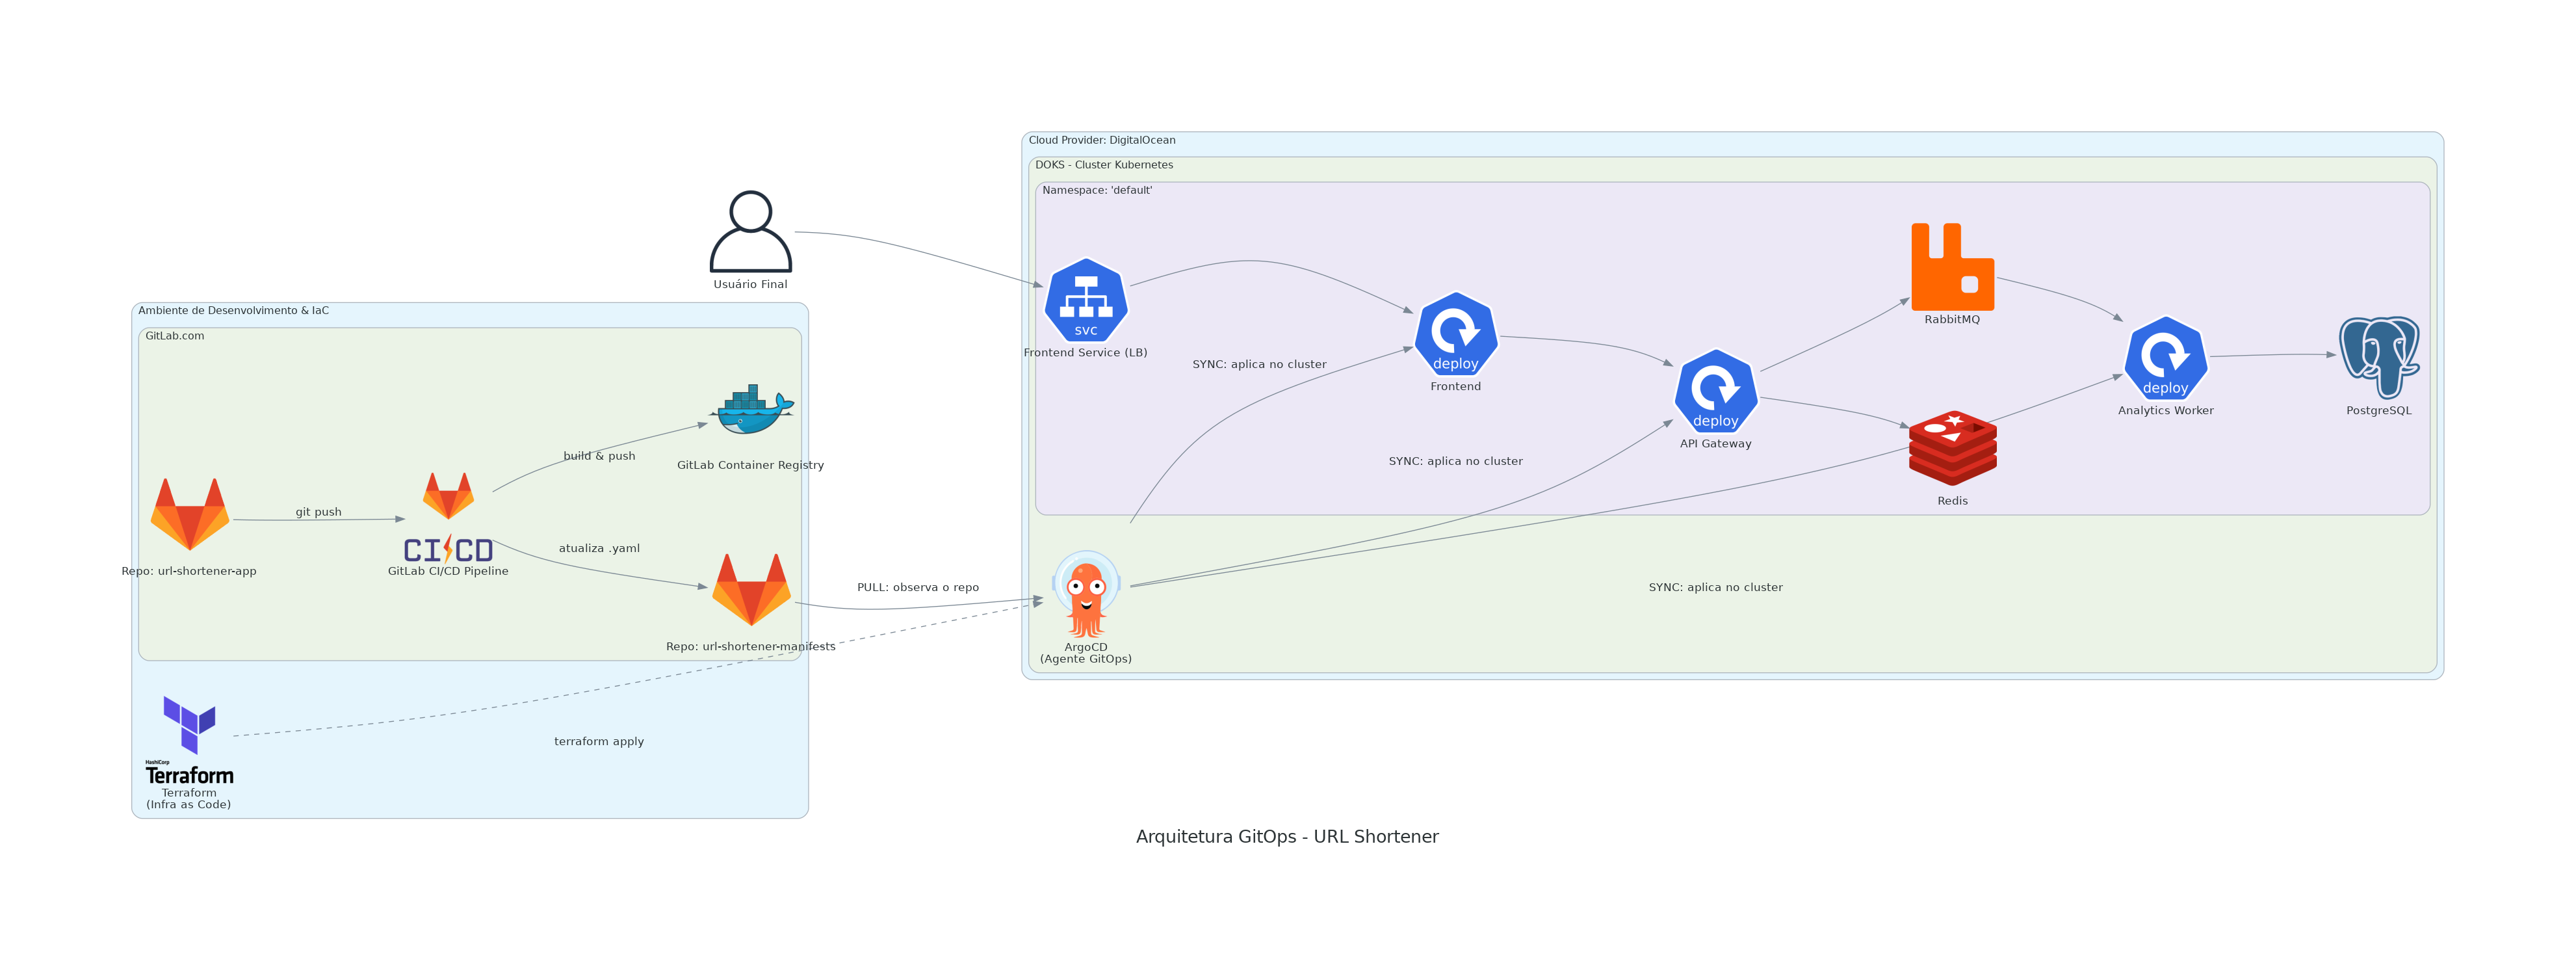 Cloud Provider: DigitalOcean
DOKS - Cluster Kubernetes
Namespace: 'default'
Usuário Final
svc
Frontend Service (LB)
deploy
Frontend
deploy
API Gateway
RabbitMQ
Redis
deploy
Analytics Worker
PostgreSQL
SYNC: aplica no cluster
SYNC: aplica no cluster
SYNC: aplica no cluster
Ambiente de Desenvolvimento & IaC
GitLab.com
Repo: url-shortener-app
git push
CI/CD
GitLab CI/CD Pipeline
build & push
GitLab Container Registry
atualiza .yaml
Repo: url-shortener-manifests
PULL: observa o repo
ArgoCD
(Agente GitOps)
HashiCorp
Terraform
Terraform
(Infra as Code)
terraform apply
Arquitetura GitOps - URL Shortener